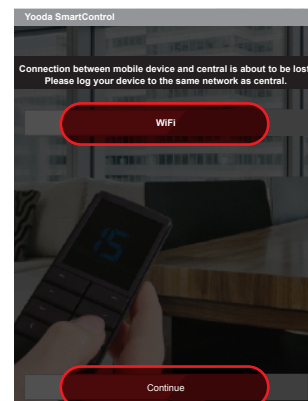 Yooda SmartControl
Connection between mobile device and central is about to be lost
Please log your device to the same network as central.
WiFi
15
Continue